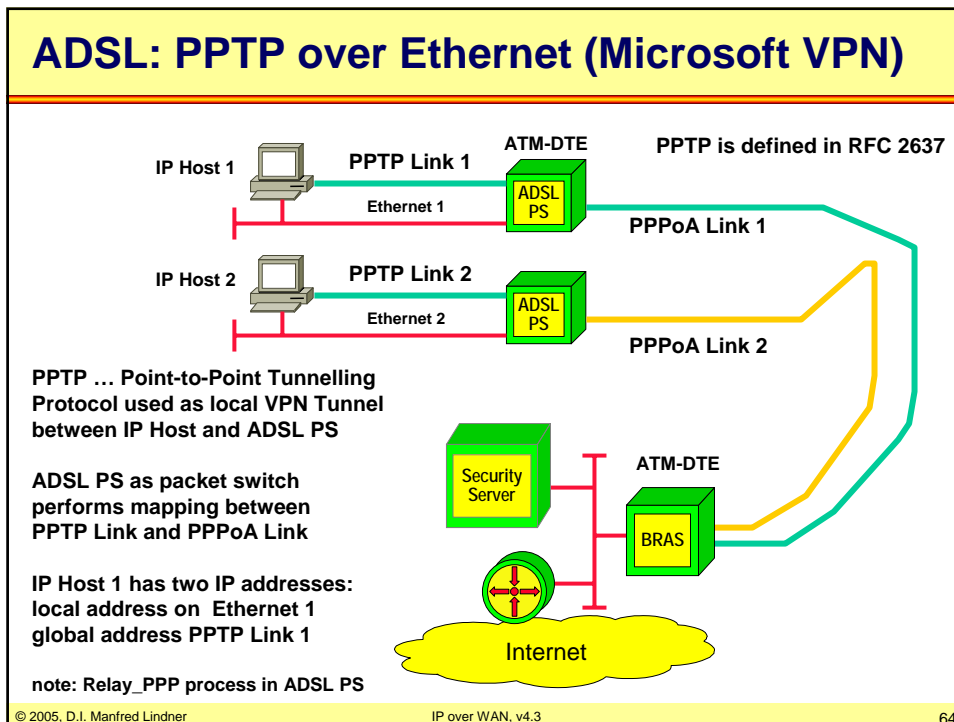 ADSL: PPTP over Ethernet (Microsoft VPN)
ATM-DTE
PPTP is defined in RFC 2637
IP Host 1
PPTP Link 1
ADSL
PS
Ethernet 1
PPPoA Link 1
IP Host 2
PPTP Link 2
ADSL
PS
Ethernet 2
PPPoA Link 2
PPTP … Point-to-Point Tunnelling
Protocol used as local VPN Tunnel
between IP Host and ADSL PS
ADSL PS as packet switch
performs mapping between
PPTP Link and PPPoA Link
IP Host 1 has two IP addresses:
local address on Ethernet 1
global address PPTP Link 1
note: Relay_PPP process in ADSL PS
Security
Server
ATM-DTE
BRAS
Internet
© 2005, D.I. Manfred Lindner
IP over WAN, v4.3
64